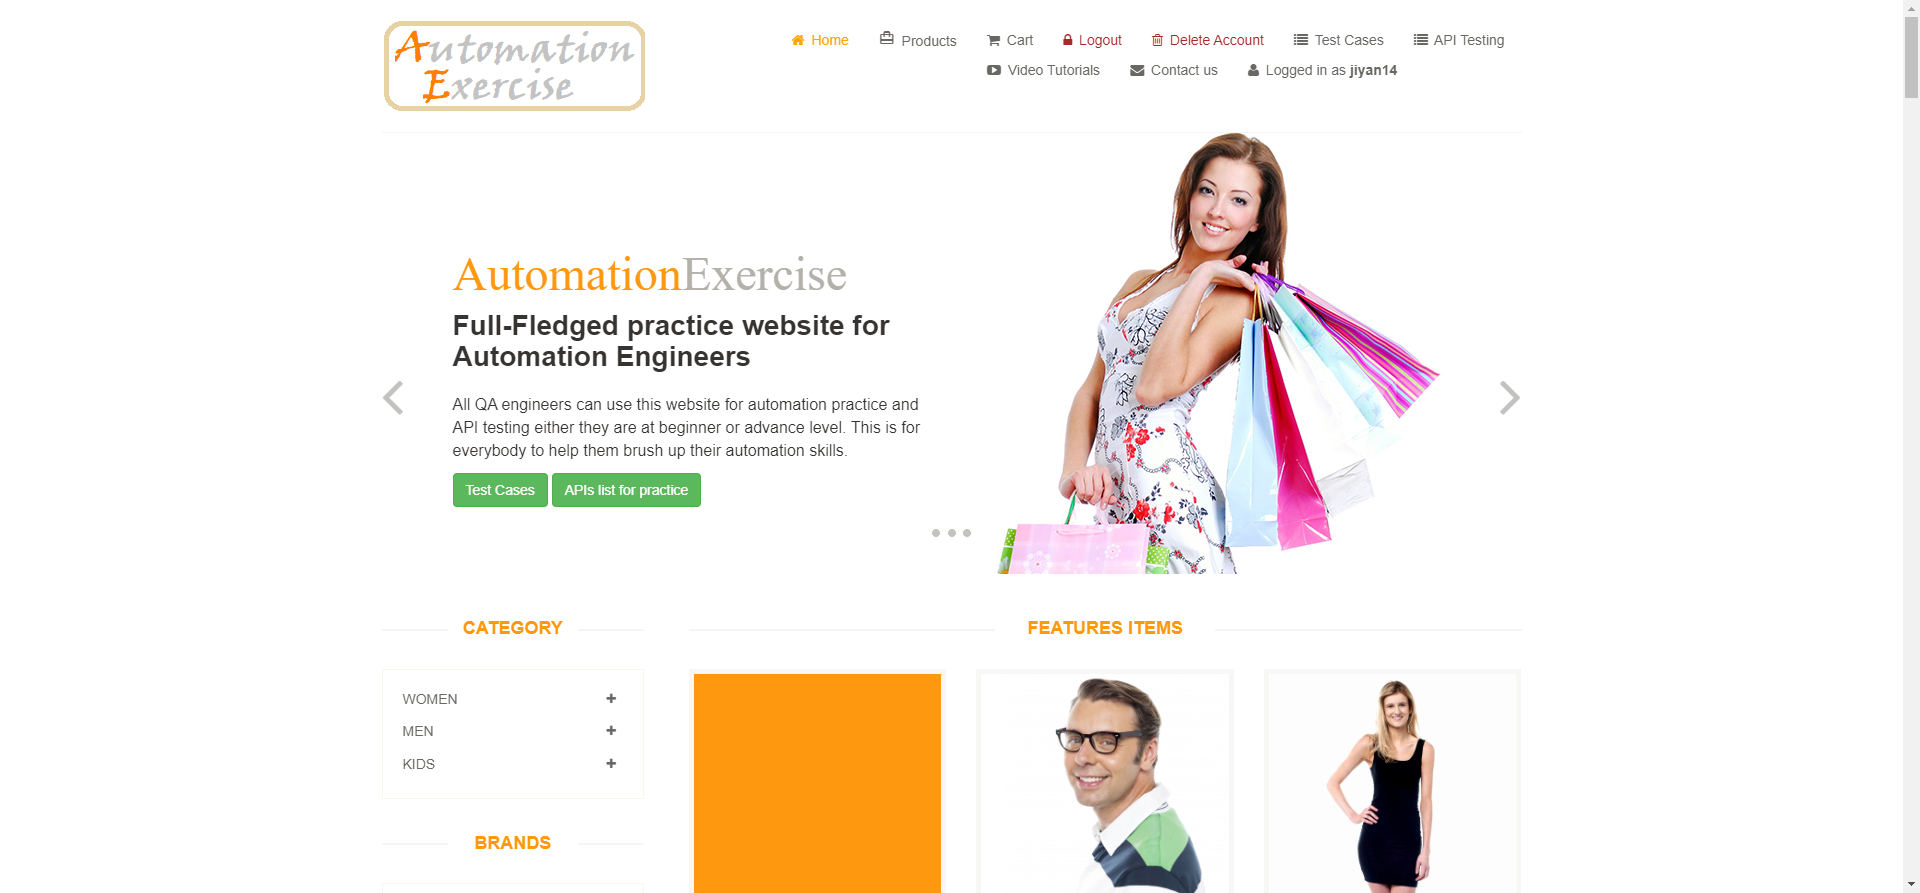 Automation
Exercise
Home
Products
Cart
Logout
Delete Account
Test Cases
API Testing
Video Tutorials
Contact us
Logged in as jiyan14
AutomationExercise
Full-Fledged practice website for
Automation Engineers
All QA engineers can use this website for automation practice and
API testing either they are at beginner or advance level. This is for
everybody to help them brush up their automation skills.
Test Cases
APIs list for practice
CATEGORY
WOMEN
MEN
KIDS
BRANDS
FEATURES ITEMS